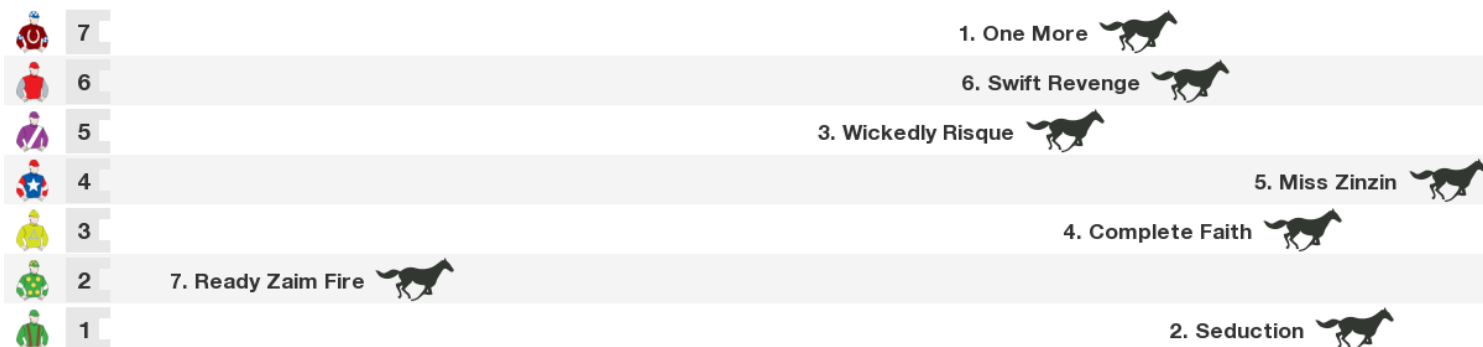 7 1. One More
6 6. Swift Revenge
5 3. Wickedly Risque
4 5. Miss Zinzin
3 4. Complete Faith
2 7. Ready Zaim Fire
1 2. Seduction